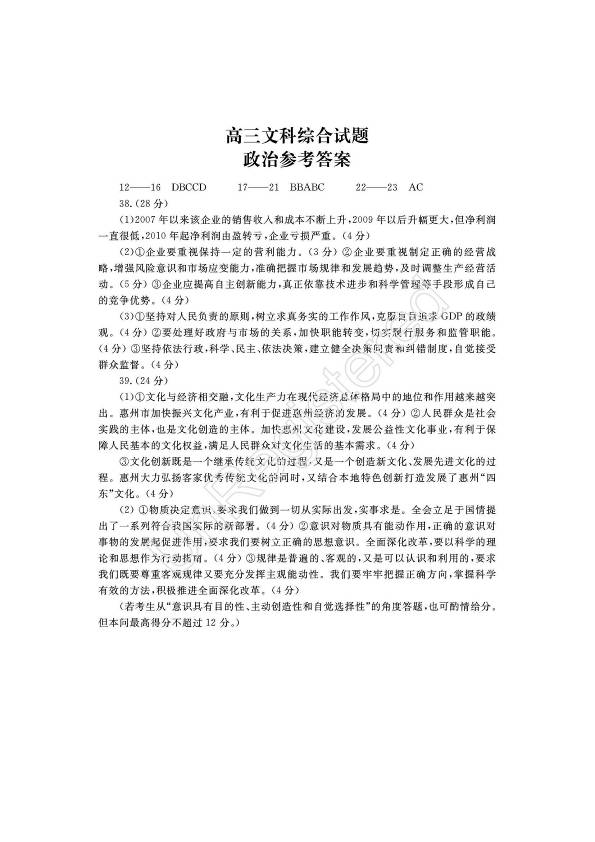 高三文科综合试题
政治参考答案
12——16 DBCCD 17——21 BBABC 22——23 AC
38.(28分)
(1)2007年以来该企业的销售收入和成本不断上升,2009年以后升幅更大,但净利润
一直很低,2010年起净利润由盈转亏,企业亏损严重。(4分)
(2)①企业要重视保持一定的营利能力。(3分)②企业要重视制定正确的经营战
略,增强风险意识和市场应变能力,准确把握市场规律和发展趋势,及时调整生产经营活
动。(5分)③企业应提高自主创新能力,真正依靠技术进步和科学管理等手段形成自己
的竞争优势。(4分)
(3)①坚持对人民负责的原则,树立求真务实的工作作风,克服盲目追求GDP的政绩
观。(4分)②要处理好政府与市场的关系,加快职能转变,切实履行服务和监管职能。
(4分)③坚持依法行政,科学、民主、依法决策,建立健全决策问责和纠错制度,自觉接受
群众监督。(4分)
39.(24分)
(1)①文化与经济相交融,文化生产力在现代经济总体格局中的地位和作用越来越突
出。惠州市加快振兴文化产业,有利于促进惠州经济的发展。(4分)②人民群众是社会
实践的主体,也是文化创造的主体。加快惠州文化建设,发展公益性文化事业,有利于保
障人民基本的文化权益,满足人民群众对文化生活的基本需求。(4分)
③文化创新既是一个继承传统文化的过程,又是一个创造新文化、发展先进文化的过
程。惠州大力弘扬客家优秀传统文化的同时,又结合本地特色创新打造发展了惠州“四
东”文化。(4分)
(2) ①物质决定意识,要求我们做到一切从实际出发,实事求是。全会立足于国情提
出了一系列符合我国实际的新部署。(4分)②意识对物质具有能动作用,正确的意识对
事物的发展起促进作用,要求我们要树立正确的思想意识。全面深化改革,要以科学的理
论和思想作为行动指南。(4分)③规律是普遍的、客观的,又是可以认识和利用的,要求
我们既要尊重客观规律又要充分发挥主观能动性。我们要牢牢把握正确方向,掌握科学
有效的方法,积极推进全面深化改革。(4分)
(若考生从“意识具有目的性、主动创造性和自觉选择性”的角度答题,也可酌情给分。
但本问最高得分不超过12分。)